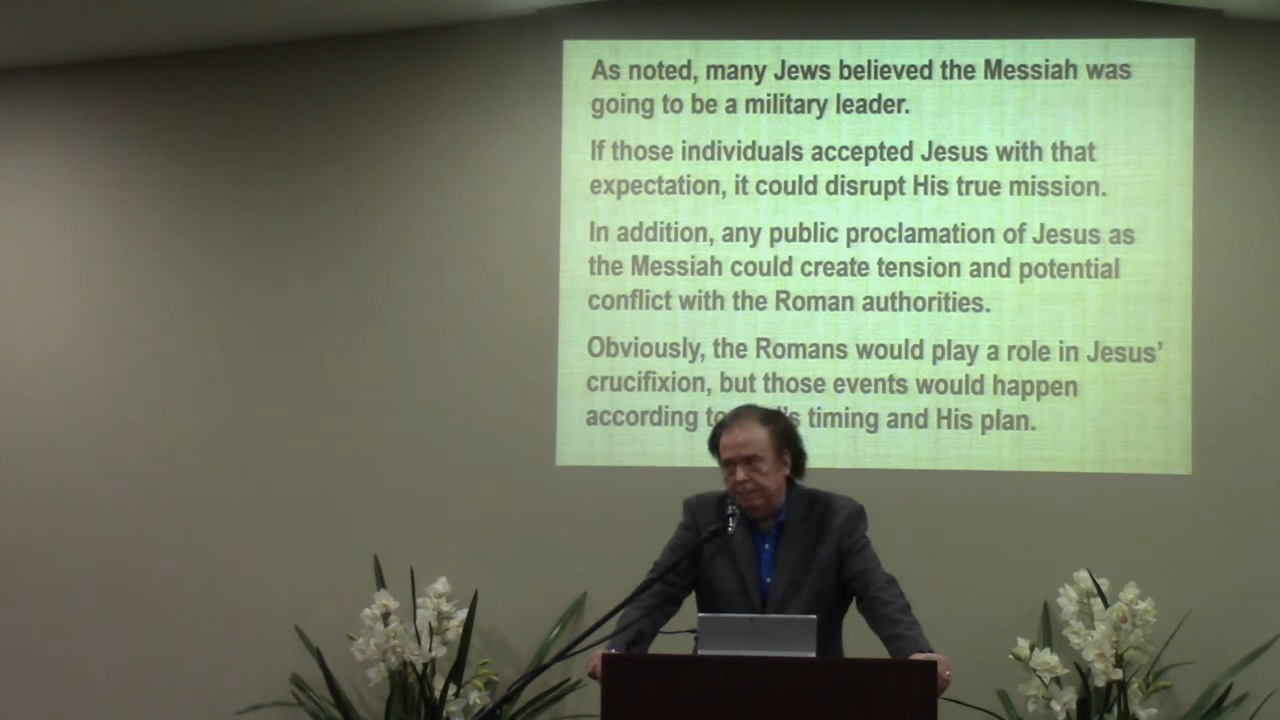 As noted, many Jews believed the Messiah was
going to be a military leader.
If those individuals accepted Jesus with that
expectation, it could disrupt His true mission.
In addition, any public proclamation of Jesus as
the Messiah could create tension and potential
conflict with the Roman authorities.
Obviously, the Romans would play a role in Jesus’
crucifixion, but those events would happen
according timing and His plan.